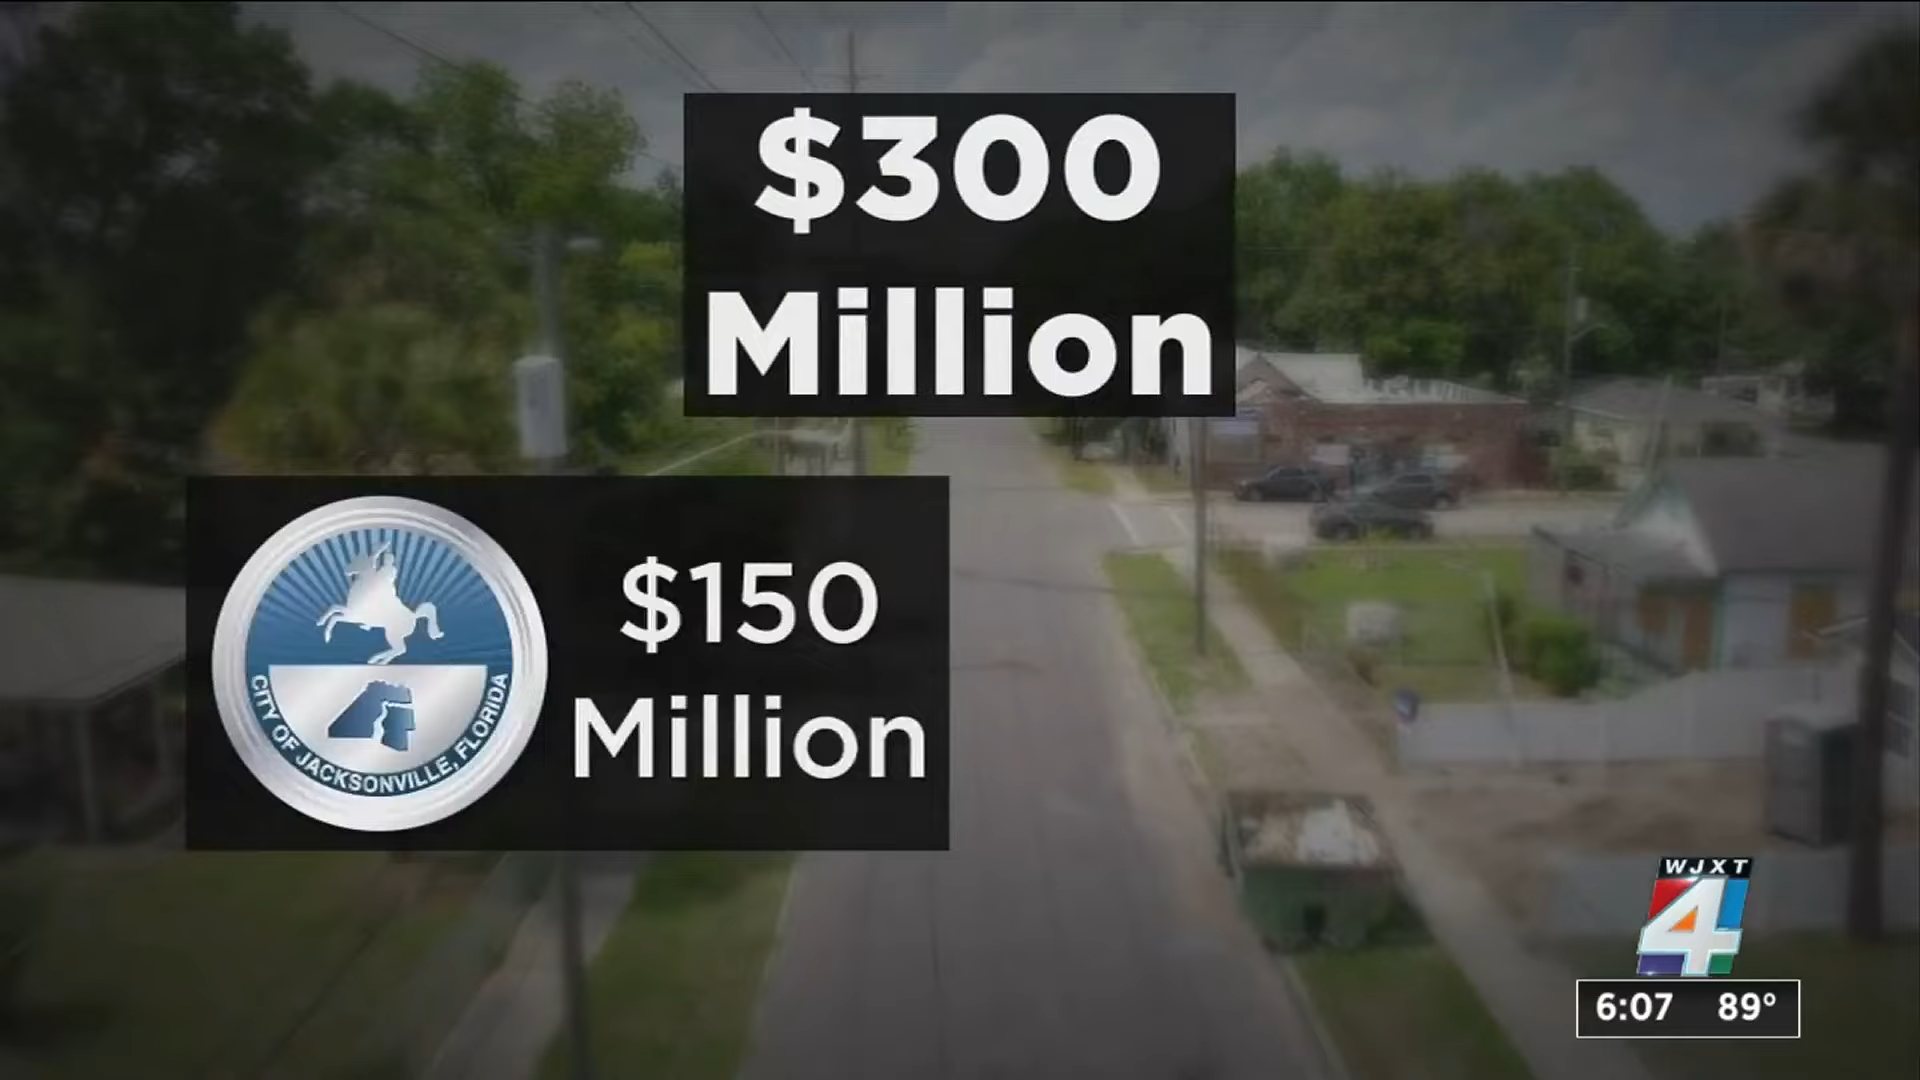 $300
Million
$150
Million
CITY OF JACKSONVILLE, FLORIDA
WJXT
4
6:07 89°